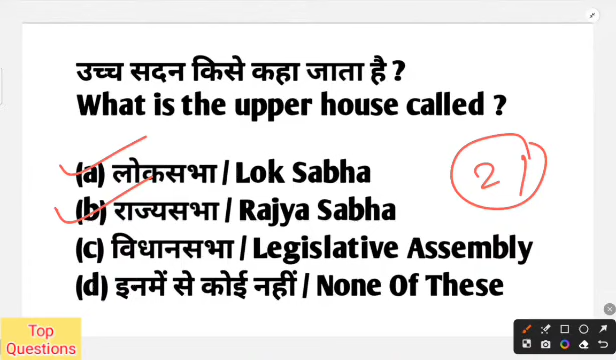 उच्च सदन किसे कहा जाता है ?
What is the upper house called ?
(a) लोकसभा / Lok Sabha
(b) राज्यसभा / Rajya Sabha
(c) विधानसभा / Legislative Assembly
(d) इनमें से कोई नहीं / None Of These
2
Top
Questions